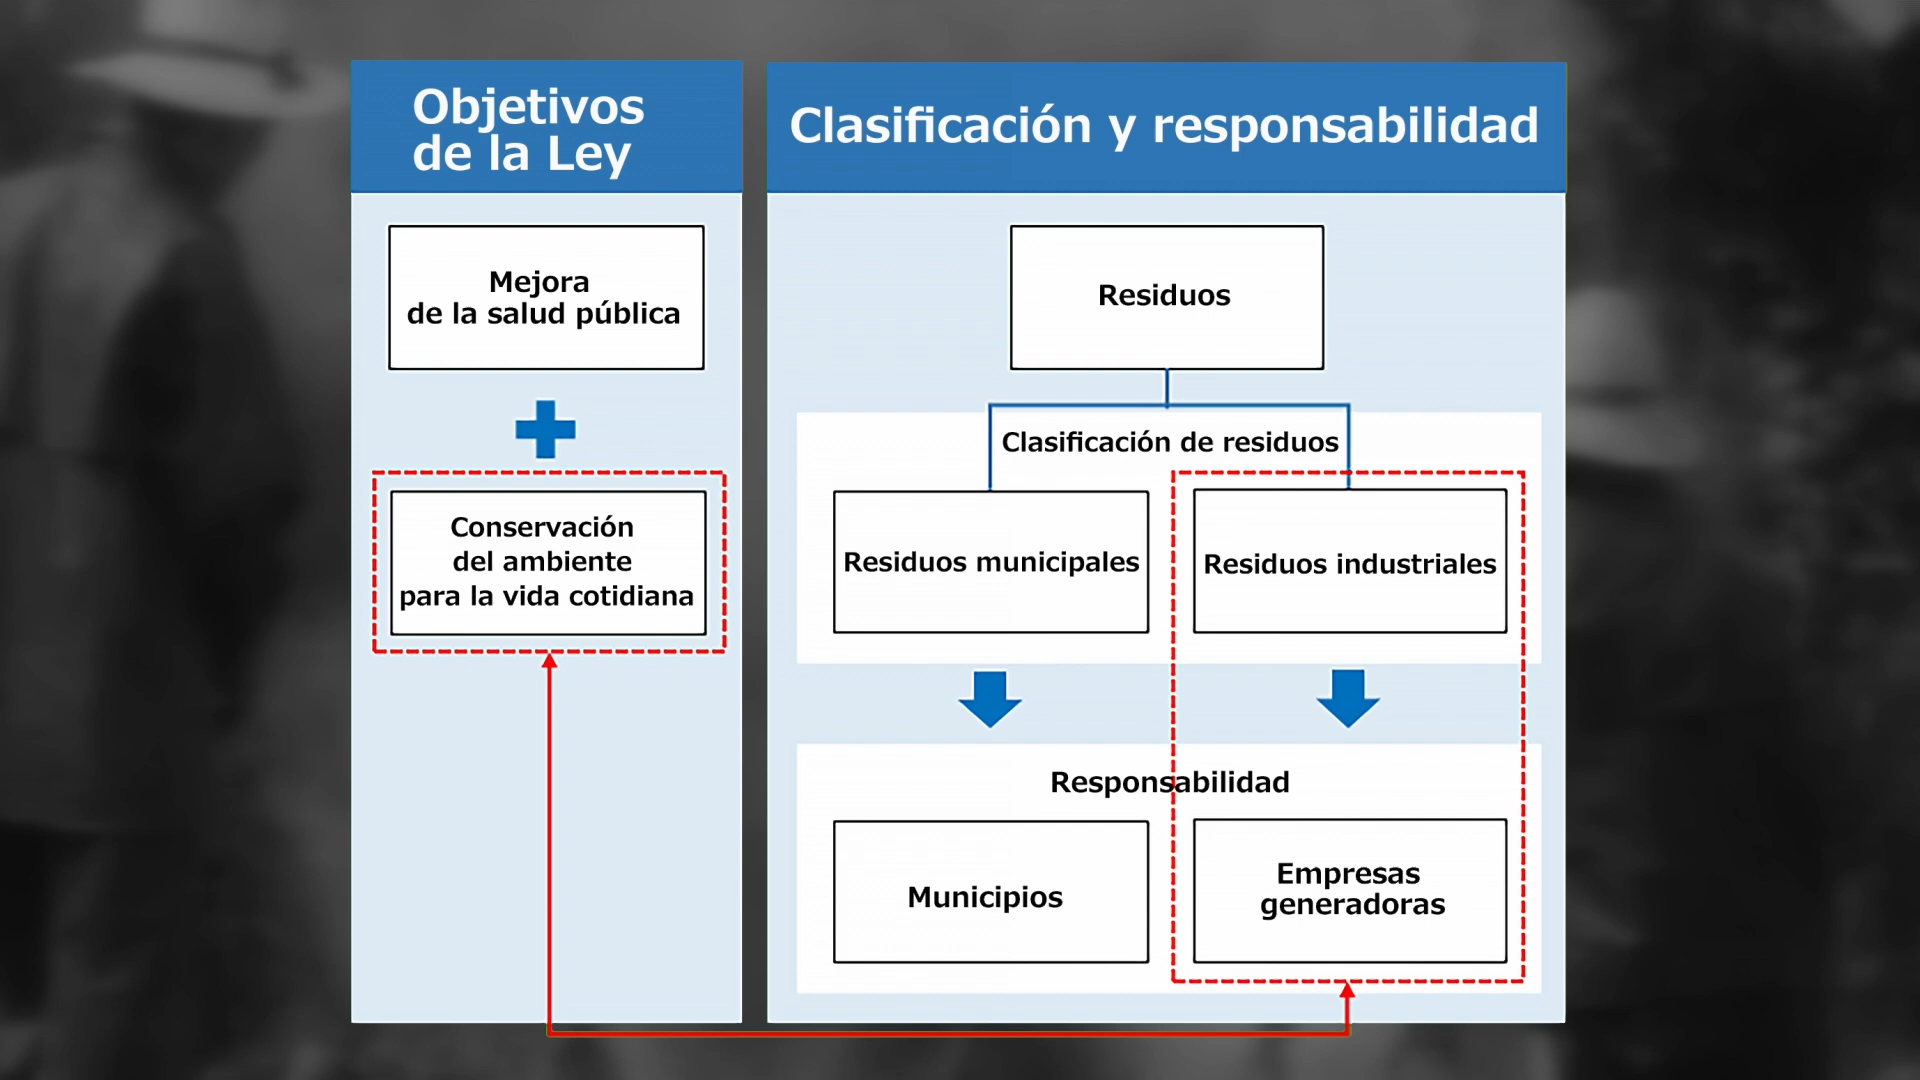 Objetivos
de la Ley
Mejora
de la salud pública
Conservación
del ambiente
para la vida cotidiana
Clasificación y responsabilidad
Residuos
Clasificación de residuos
Residuos municipales
Residuos industriales
Responsabilidad
Municipios
Empresas
generadoras